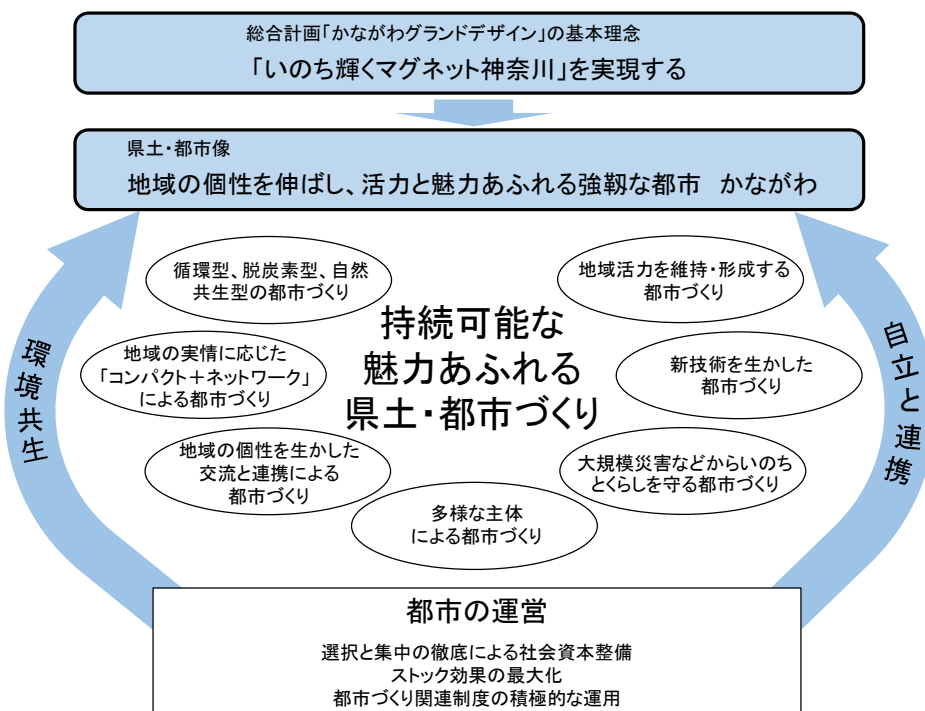 総合計画「かながわグランドデザイン」の基本理念
「いのち輝くマグネット神奈川」を実現する
県土・都市像
地域の個性を伸ばし、活力と魅力あふれる強靱な都市　かながわ
循環型、脱炭素型、自然
共生型の都市づくり
地域活力を維持・形成する
都市づくり
持続可能な
魅力あふれる
県土・都市づくり
地域の実情に応じた
「コンパクト＋ネットワーク」
による都市づくり
新技術を生かした
都市づくり
地域の個性を生かした
交流と連携による
都市づくり
大規模災害などからいのち
とくらしを守る都市づくり
多様な主体
による都市づくり
環境共生
自立と連携
都市の運営
選択と集中の徹底による社会資本整備
ストック効果の最大化
都市づくり関連制度の積極的な運用